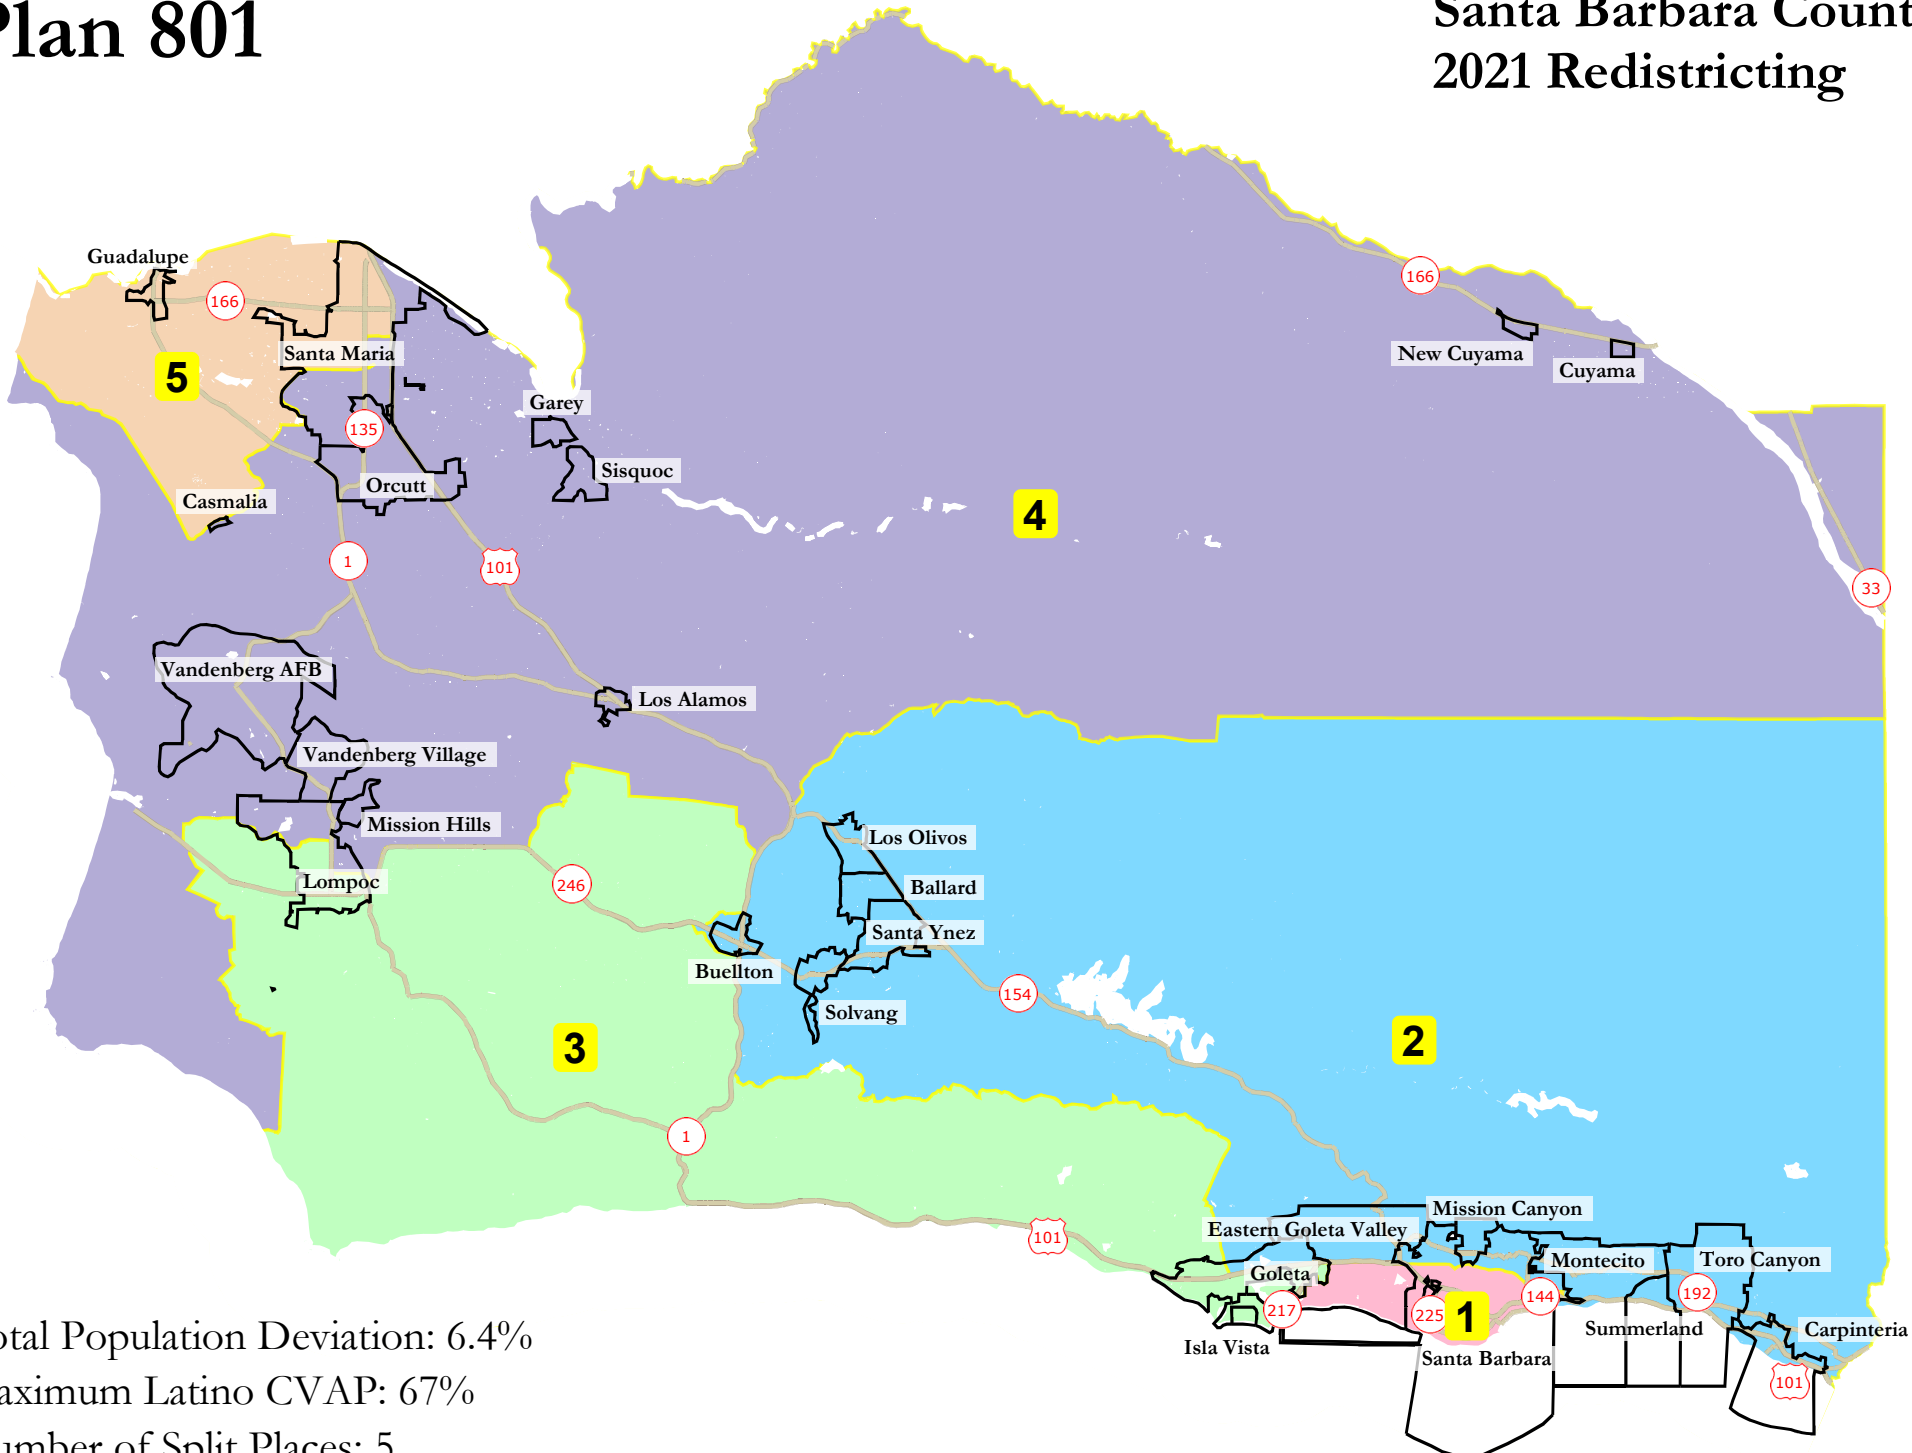 Plan 801
Santa Barbara Count
2021 Redistricting
Guadalupe
166
5
Santa Maria
135
Orcutt
Casmalia
Garey
Sisquoc
4
166
New Cuyama
Cuyama
33
1
101
Vandenberg AFB
Los Alamos
Vandenberg Village
Mission Hills
Lompoc
246
Los Olivos
Ballard
Santa Ynez
Buellton
Solvang
154
3
2
1
101
Mission Canyon
Eastern Goleta Valley
Montecito
Toro Canyon
Goleta
217
225
1
144
192
Isla Vista
Santa Barbara
Summerland
Carpinteria
101
otal Population Deviation: 6.4%
aximum Latino CVAP: 67%
umber of Split Places: 5